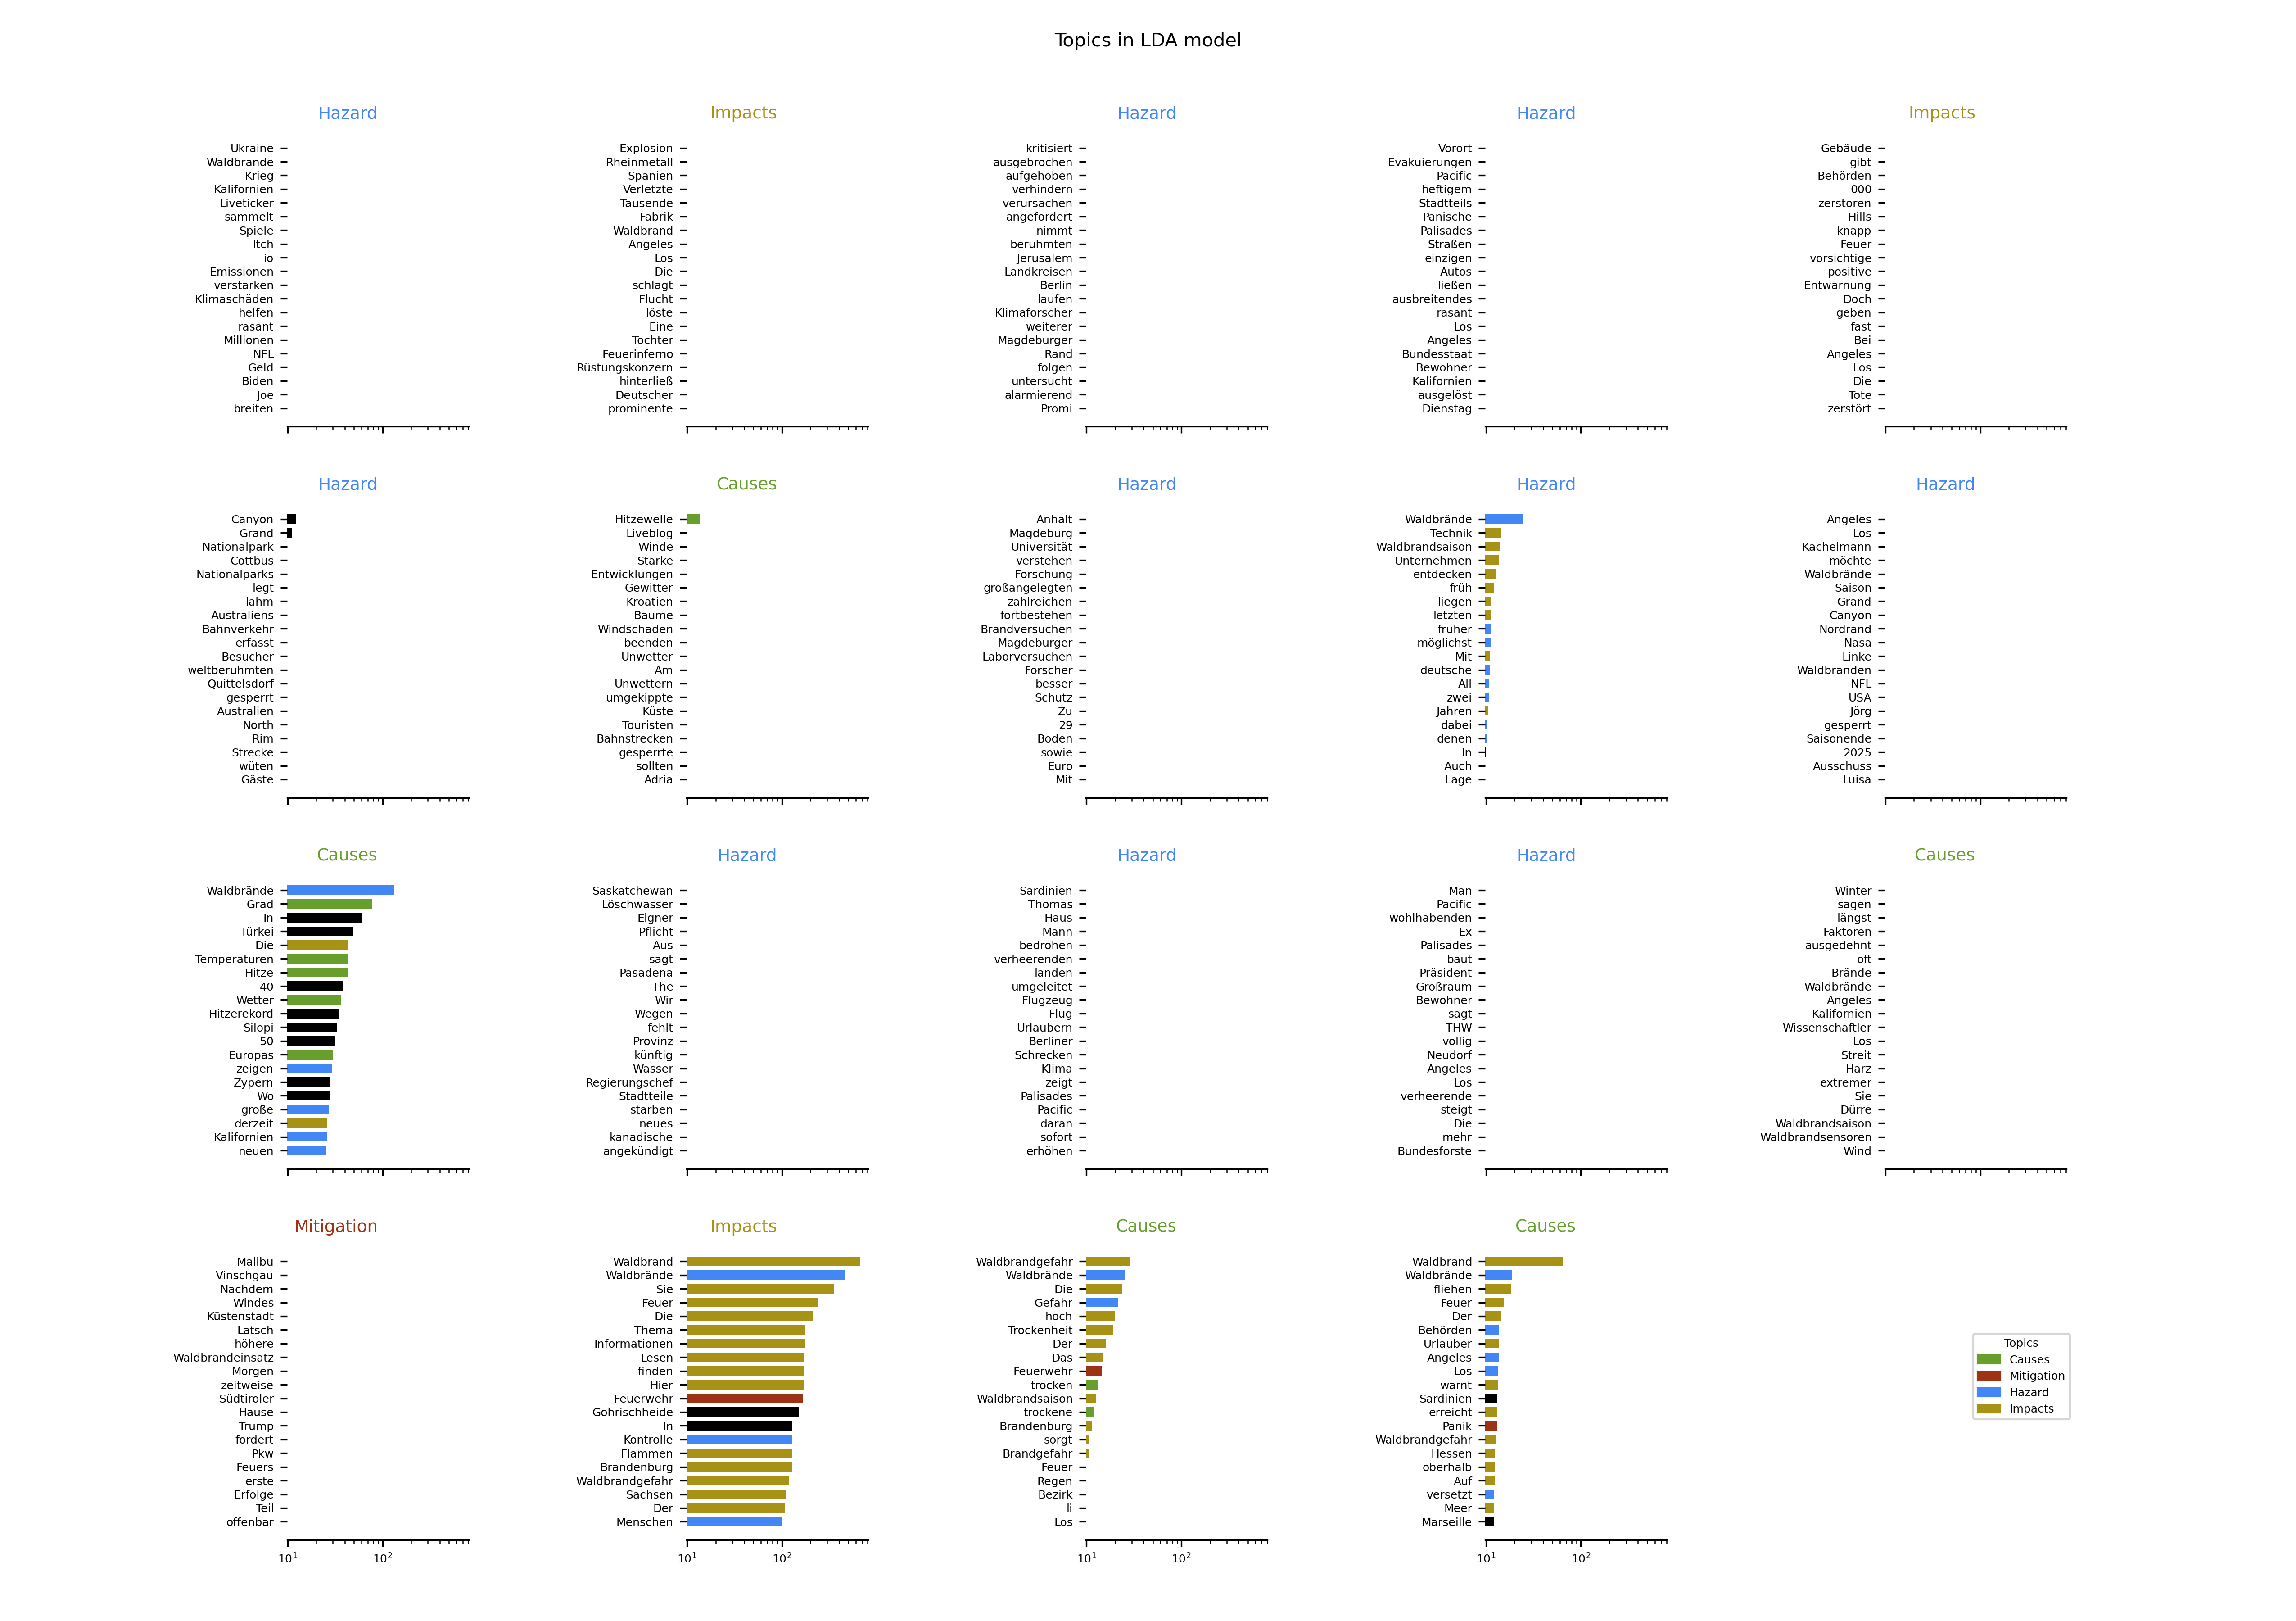 Topics in LDA model
Hazard
Ukraine
Waldbrände
Krieg
Kalifornien
Liveticker
sammelt
Spiele
Itch
io
Emissionen
verstärken
Klimaschäden
helfen
rasant
Millionen
NFL
Geld
Biden
Joe
breiten
Impacts
Explosion
Rheinmetall
Spanien
Verletzte
Tausende
Fabrik
Waldbrand
Angeles
Los
Die
schlägt
Flucht
löste
Eine
Tochter
Feuerinferno
Rüstungskonzern
hinterließ
Deutscher
prominente
Hazard
kritisiert
ausgebrochen
aufgehoben
verhindern
verursachen
angefordert
nimmt
berühmten
Jerusalem
Landkreisen
Berlin
laufen
Klimaforscher
weiterer
Magdeburger
Rand
folgen
untersucht
alarmierend
Promi
Hazard
Vorort
Evakuierungen
Pacific
heftigem
Stadtteils
Panische
Palisades
Straßen
einzigen
Autos
ließen
ausbreitendes
rasant
Los
Angeles
Bundesstaat
Bewohner
Kalifornien
ausgelöst
Dienstag
Impacts
Gebäude
gibt
Behörden
000
zerstören
Hills
knapp
Feuer
vorsichtige
positive
Entwarnung
Doch
geben
fast
Bei
Angeles
Los
Die
Tote
zerstört
Hazard
Canyon
Grand
Nationalpark
Cottbus
Nationalparks
legt
lahm
Australiens
Bahnverkehr
erfasst
Besucher
weltberühmten
Quittelsdorf
gesperrt
Australien
North
Rim
Strecke
wüten
Gäste
Causes
Hitzewelle
Liveblog
Winde
Starke
Entwicklungen
Gewitter
Kroatien
Bäume
Windschäden
beenden
Unwetter
Am
Unwettern
umgekippte
Küste
Touristen
Bahnstrecken
gesperrte
sollten
Adria
Hazard
Anhalt
Magdeburg
Universität
verstehen
Forschung
großangelegten
zahlreichen
fortbestehen
Brandversuchen
Magdeburger
Laborversuchen
Forscher
besser
Schutz
Zu
29
Boden
sowie
Euro
Mit
Hazard
Waldbrände
Technik
Waldbrandsaison
Unternehmen
entdecken
früh
liegen
letzten
früher
möglichst
Mit
deutsche
All
zwei
Jahren
dabei
denen
In
Auch
Lage
Hazard
Angeles
Los
Kachelmann
möchte
Waldbrände
Saison
Grand
Canyon
Nordrand
Nasa
Linke
Waldbränden
NFL
USA
Jörg
gesperrt
Saisonende
2025
Ausschuss
Luisa
Causes
Waldbrände
Grad
In
Türkei
Die
Temperaturen
Hitze
40
Wetter
Hitzerekord
Silopi
50
Europas
zeigen
Zypern
Wo
große
derzeit
Kalifornien
neuen
Hazard
Saskatchewan
Löschwasser
Eigner
Pflicht
Aus
sagt
Pasadena
The
Wir
Wegen
fehlt
Provinz
künftig
Wasser
Regierungschef
Stadtteile
starben
neues
kanadische
angekündigt
Hazard
Sardinien
Thomas
Haus
Mann
bedrohen
verheerenden
landen
umgeleitet
Flugzeug
Flug
Urlaubern
Berliner
Schrecken
Klima
zeigt
Palisades
Pacific
daran
sofort
erhöhen
Hazard
Man
Pacific
wohlhabenden
Ex
Palisades
baut
Präsident
Großraum
Bewohner
sagt
THW
völlig
Neudorf
Angeles
Los
verheerende
steigt
Die
mehr
Bundesforste
Causes
Winter
sagen
längst
Faktoren
ausgedehnt
oft
Brände
Waldbrände
Angeles
Kalifornien
Wissenschaftler
Los
Streit
Harz
extremer
Sie
Dürre
Waldbrandsaison
Waldbrandsensoren
Wind
Mitigation
Malibu
Vinschgau
Nachdem
Windes
Küstenstadt
Latsch
höhere
Waldbrandeinsatz
Morgen
zeitweise
Südtiroler
Hause
Trump
fordert
Pkw
Feuers
erste
Erfolge
Teil
offenbar
10¹ 10²
Impacts
Waldbrand
Waldbrände
Sie
Feuer
Die
Thema
Informationen
Lesen
finden
Hier
Feuerwehr
Gohrischheide
In
Kontrolle
Flammen
Brandenburg
Waldbrandgefahr
Sachsen
Der
Menschen
10¹ 10²
Causes
Waldbrandgefahr
Waldbrände
Die
Gefahr
hoch
Trockenheit
Der
Das
Feuerwehr
trocken
Waldbrandsaison
trockene
Brandenburg
sorgt
Brandgefahr
Feuer
Regen
Bezirk
li
Los
10¹ 10²
Causes
Waldbrand
Waldbrände
fliehen
Feuer
Der
Behörden
Urlauber
Angeles
Los
warnt
Sardinien
erreicht
Panik
Waldbrandgefahr
Hessen
oberhalb
Auf
versetzt
Meer
Marseille
10¹ 10²
Topics
Causes
Mitigation
Hazard
Impacts